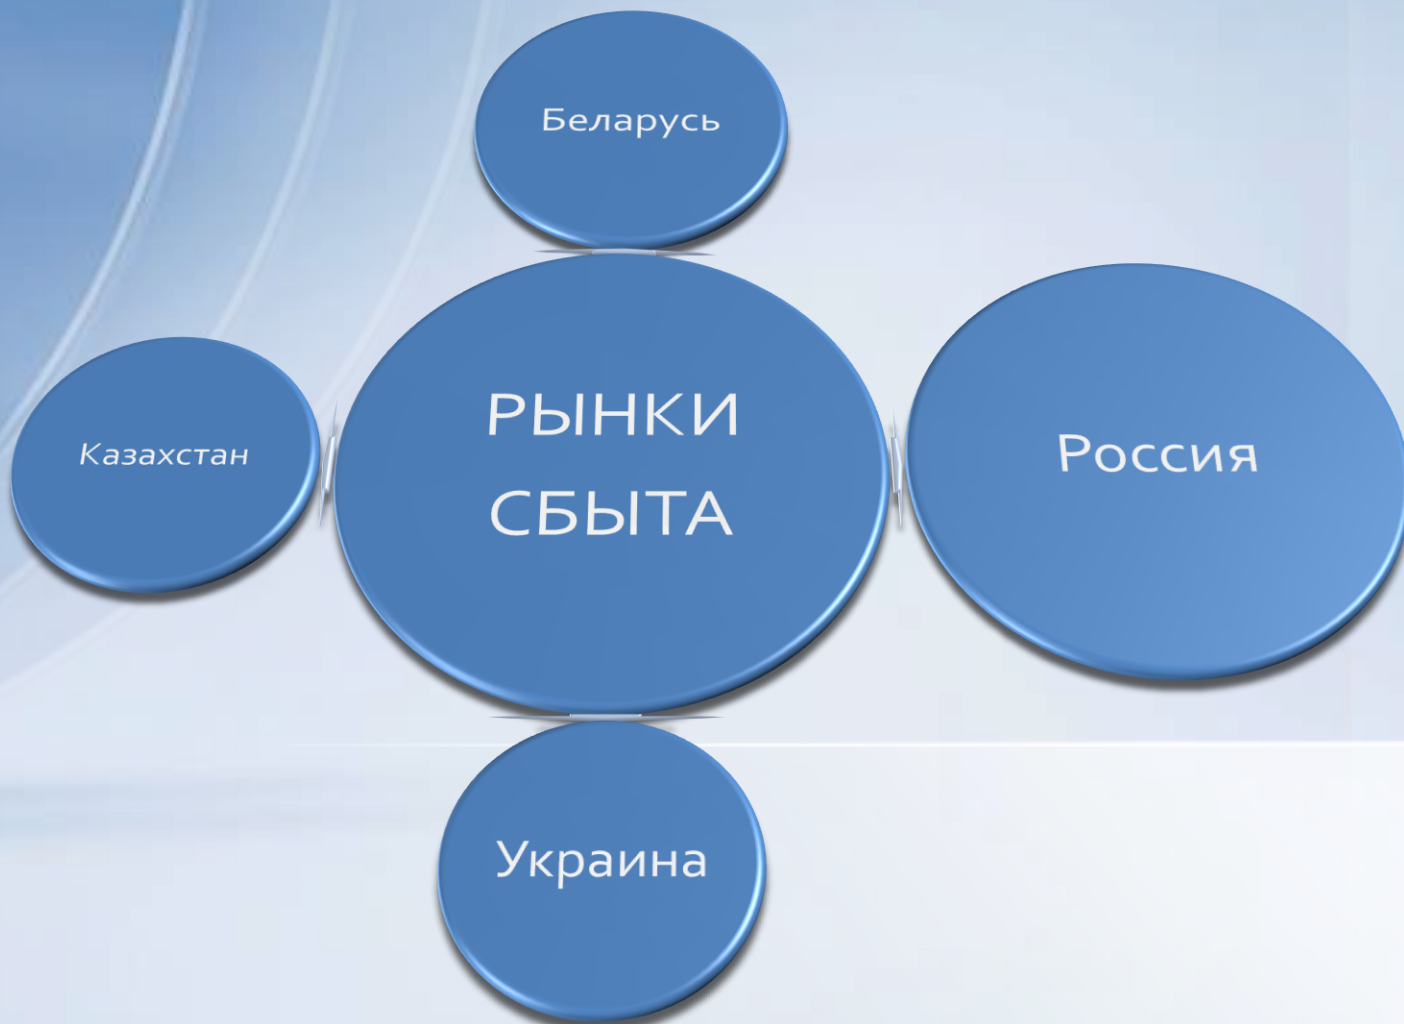 Беларусь
Казахстан
РЫНКИ
СБЫТА
Россия
Украина